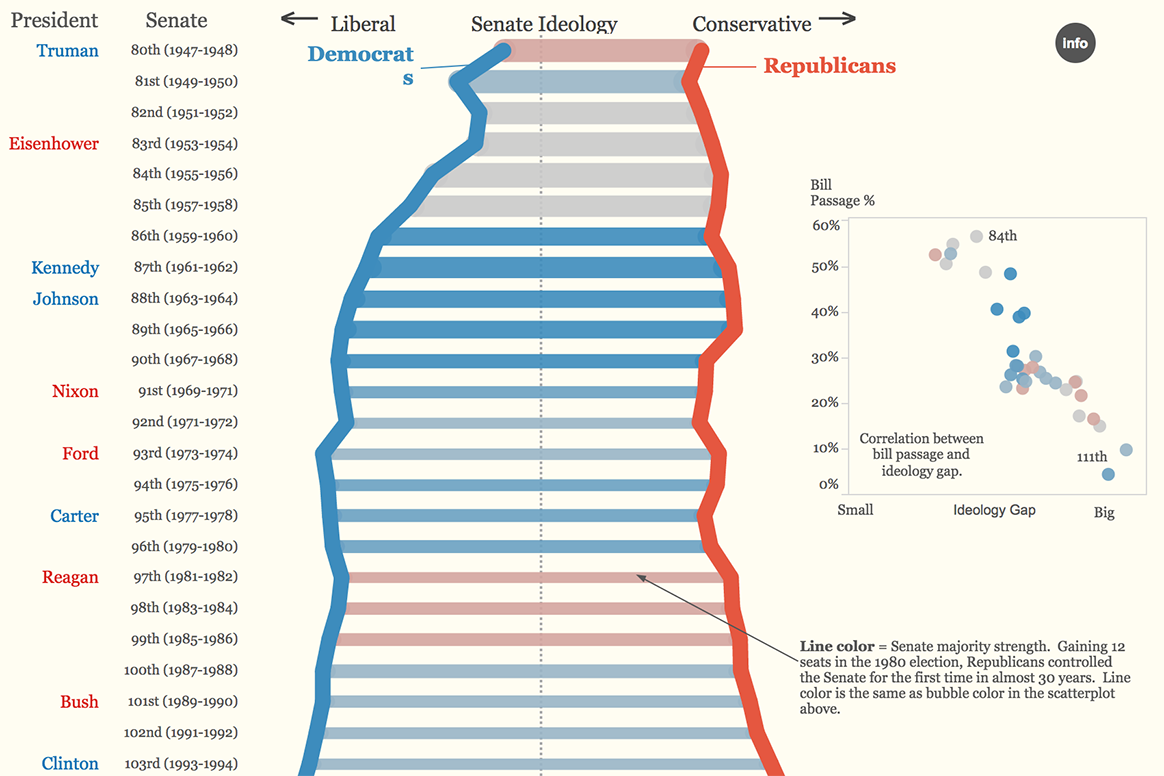 President Senate Liberal Senate Ideology Conservative
Info
Democrat
s
Republicans
Truman 80th (1947-1948)
81st (1949-1950)
82nd (1951-1952)
Eisenhower 83rd (1953-1954)
84th (1955-1956)
85th (1957-1958)
86th (1959-1960)
Kennedy 87th (1961-1962)
Johnson 88th (1963-1964)
89th (1965-1966)
90th (1967-1968)
Nixon 91st (1969-1971)
92nd (1971-1972)
Ford 93rd (1973-1974)
94th (1975-1976)
Carter 95th (1977-1978)
96th (1979-1980)
Reagan 97th (1981-1982)
98th (1983-1984)
99th (1985-1986)
100th (1987-1988)
Bush 101st (1989-1990)
102nd (1991-1992)
Clinton 103rd (1993-1994)
Bill
Passage %
60%
50%
40%
30%
20%
10%
0%
84th
111th
Correlation between
bill passage and
ideology gap.
Small Ideology Gap Big
Line color = Senate majority strength. Gaining 12
seats in the 1980 election, Republicans controlled
the Senate for the first time in almost 30 years. Line
color is the same as bubble color in the scatterplot
above.